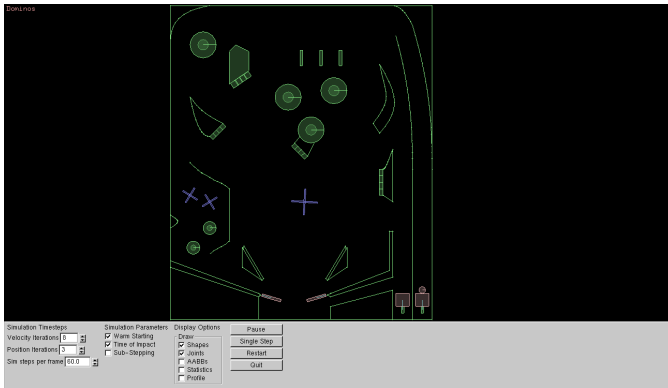 Dominos
Simulation Timesteps
Velocity Iterations 8
Position Iterations 3
Sim steps per frame 60.0
Simulation Parameters
Warm Starting
Time of Impact
Sub-Stepping
Display Options
Draw
Shapes
Joints
AABBs
Statistics
Profile
Pause
Single Step
Restart
Quit